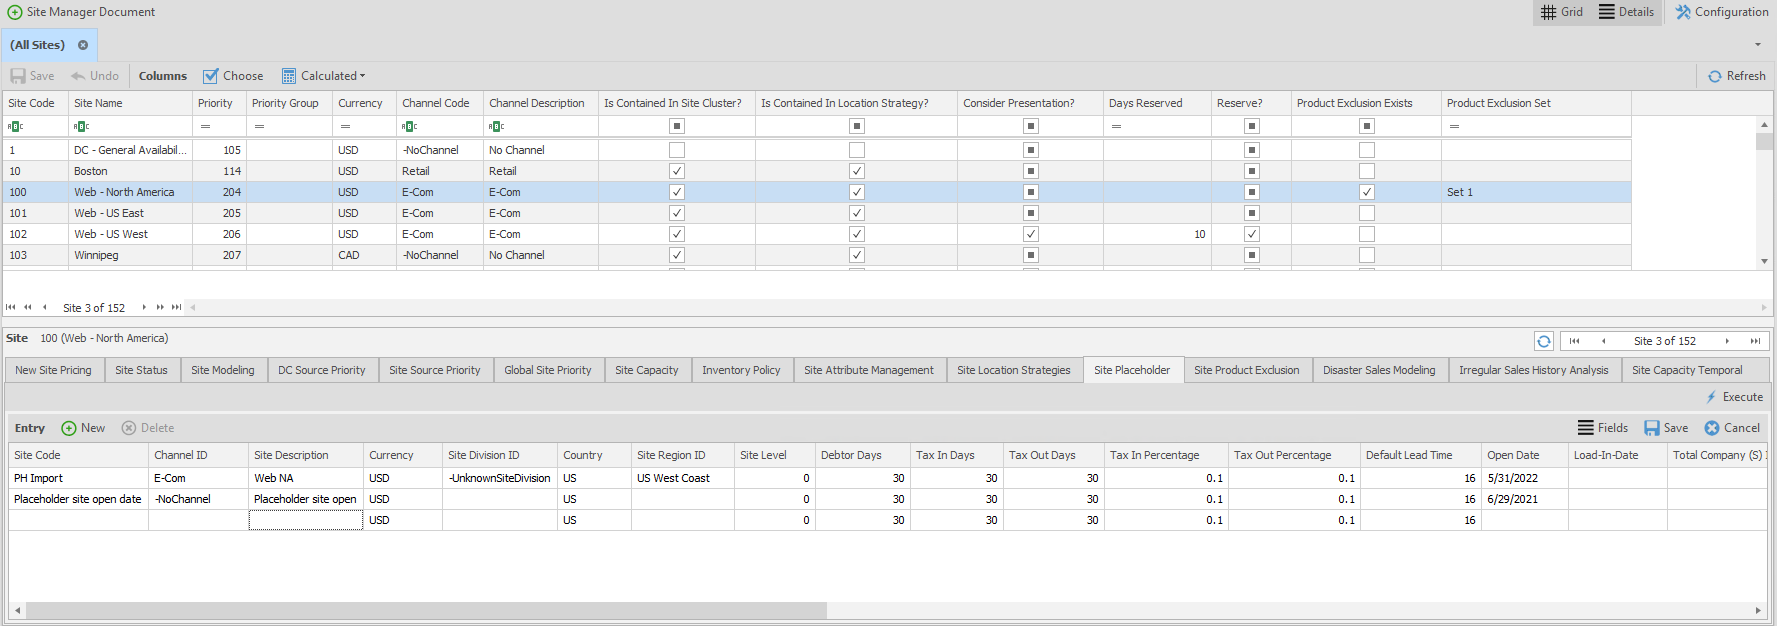 Site Manager Document Grid Details Configuration
(All Sites)
Save Undo Columns Choose Calculated Refresh
Site Code Site Name Priority Priority Group Currency Channel Code Channel Description Is Contained In Site Cluster? Is Contained In Location Strategy? Consider Presentation? Days Reserved Reserve? Product Exclusion Exists Product Exclusion Set
ABC ABC = = = ABC ABC = =
1 DC - General Availabil... 105 USD -NoChannel No Channel
10 Boston 114 USD Retail Retail
100 Web - North America 204 USD E-Com E-Com Set 1
101 Web - US East 205 USD E-Com E-Com
102 Web - US West 206 USD E-Com E-Com 10
103 Winnipeg 207 CAD -NoChannel No Channel
Site 3 of 152
Site 100 (Web - North America) Site 3 of 152
New Site Pricing Site Status Site Modeling DC Source Priority Site Source Priority Global Site Priority Site Capacity Inventory Policy Site Attribute Management Site Location Strategies Site Placeholder Site Product Exclusion Disaster Sales Modeling Irregular Sales History Analysis Site Capacity Temporal
Execute
Entry New Delete Fields Save Cancel
Site Code Channel ID Site Description Currency Site Division ID Country Site Region ID Site Level Debtor Days Tax In Days Tax Out Days Tax In Percentage Tax Out Percentage Default Lead Time Open Date Load-In-Date Total Company (S)
PH Import E-Com Web NA USD -UnknownSiteDivision US US West Coast 0 30 30 30 0.1 0.1 16 5/31/2022
Placeholder site open date -NoChannel Placeholder site open USD US 0 30 30 30 0.1 0.1 16 6/29/2021
USD US 0 30 30 30 0.1 0.1 16